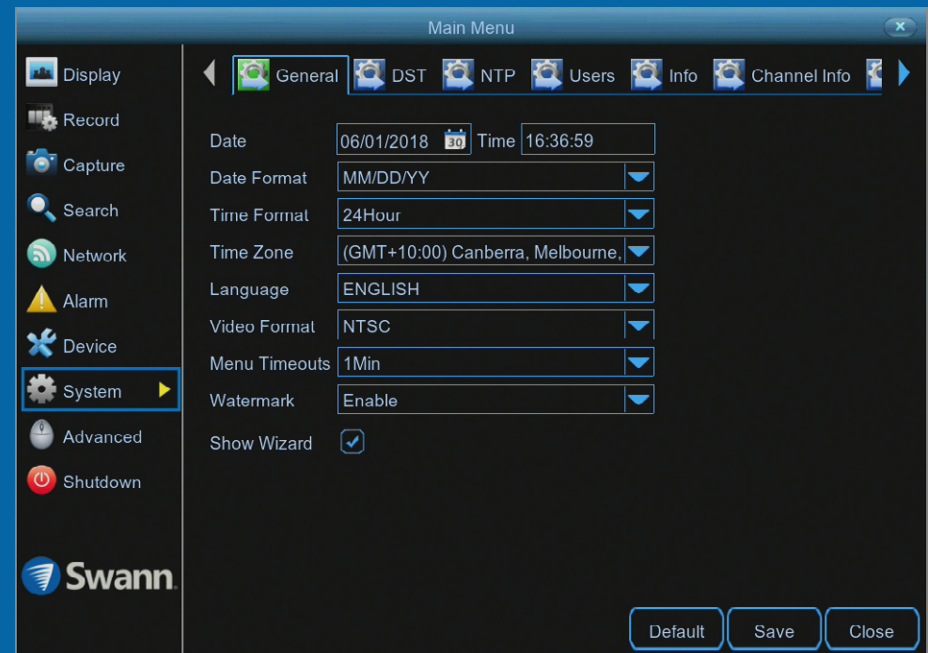 Main Menu
Display
Record
Capture
Search
Network
Alarm
Device
System
Advanced
Shutdown
Swann
General DST NTP Users Info Channel Info
Date 06/01/2018 30 Time 16:36:59
Date Format MM/DD/YY
Time Format 24Hour
Time Zone (GMT+10:00) Canberra, Melbourne,
Language ENGLISH
Video Format NTSC
Menu Timeouts 1Min
Watermark Enable
Show Wizard
Default Save Close